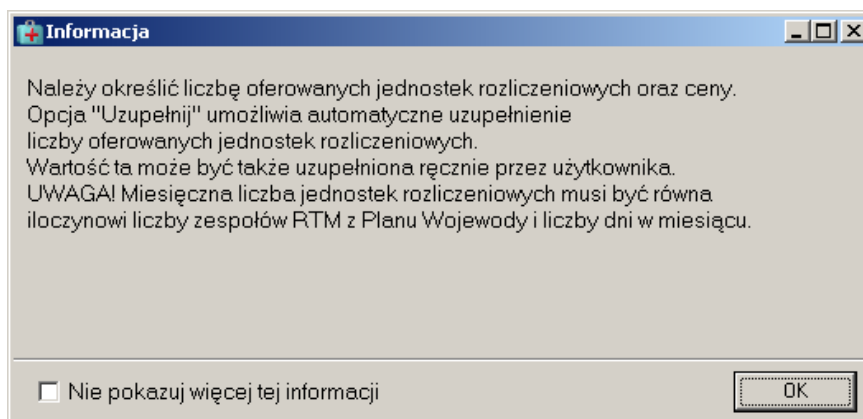 Informacja
Należy określić liczbę oferowanych jednostek rozliczeniowych oraz ceny.
Opcja "Uzupełnij" umożliwia automatyczne uzupełnienie
liczby oferowanych jednostek rozliczeniowych.
Wartość ta może być także uzupełniona ręcznie przez użytkownika.
UWAGA! Miesięczna liczba jednostek rozliczeniowych musi być równa
iloczynowi liczby zespołów RTM z Planu Wojewody i liczby dni w miesiącu.
Nie pokazuj więcej tej informacji
OK